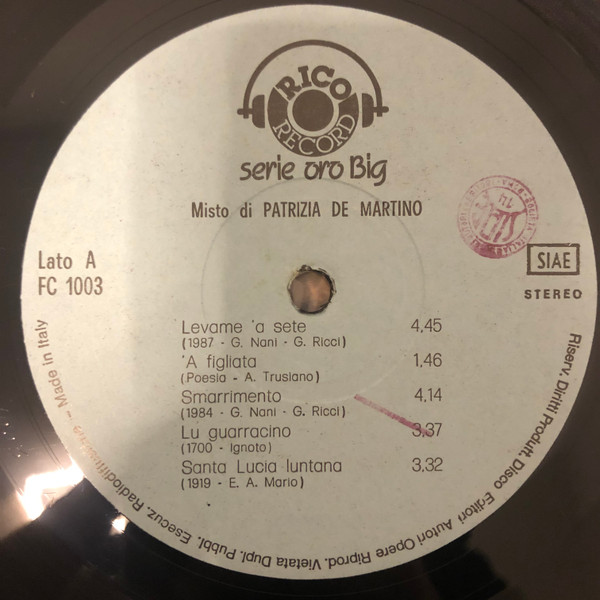 RICO
RECORD
serie oro Big
Misto di PATRIZIA DE MARTINO
Lato A
FC 1003
SIAE
STEREO
Levame 'a sete 4,45
(1987 - G. Nani - G. Ricci)
'A figliata 1,46
(Poesia - A. Trusiano)
Smarrimento 4,14
(1984 - G. Nani - G. Ricci)
Lu guarracino 3,37
(1700 - Ignoto)
Santa Lucia luntana 3,32
(1919 - E. A. Mario)
Riserv. Diritti Produtt. Disco Editori Autori Opere Riprod. Vietata Dupl. Pubbl. Esecuz. Radiodiffusione - Made in Italy